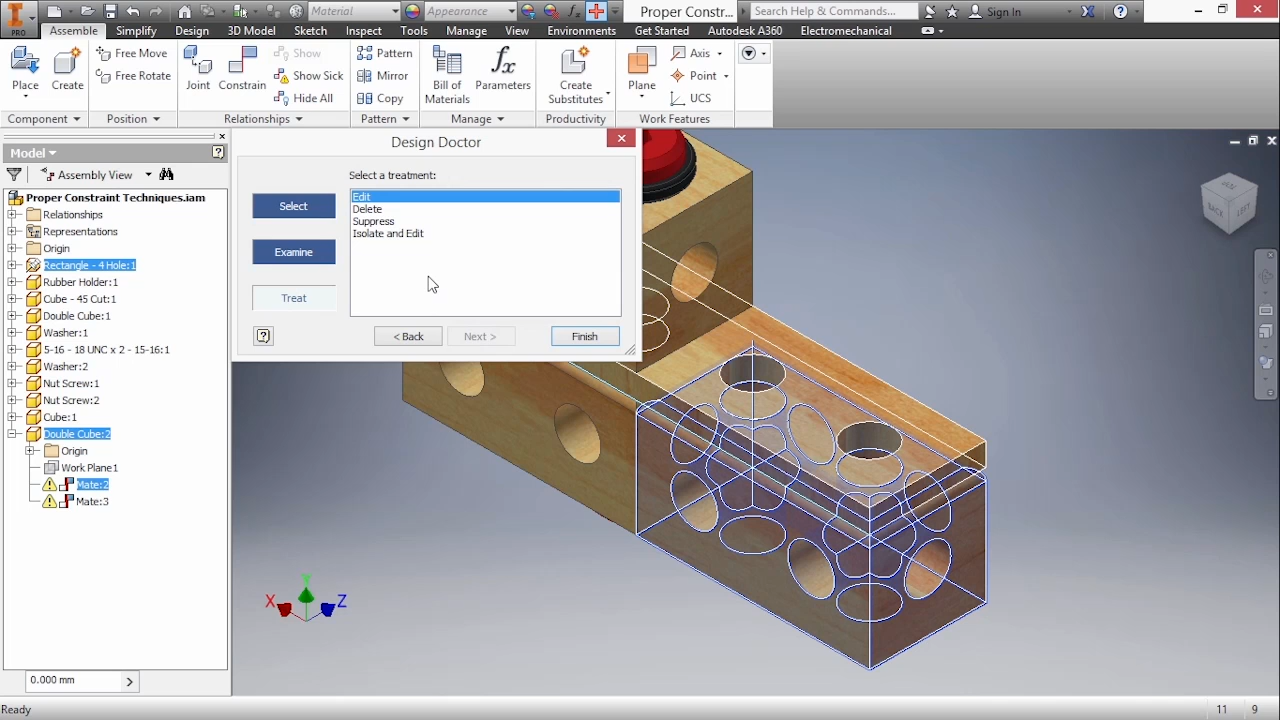 Material
Appearance
fx
Proper Constr...
Search Help & Commands...
Sign In
PRO
Assemble
Simplify
Design
3D Model
Sketch
Inspect
Tools
Manage
View
Environments
Get Started
Autodesk A360
Electromechanical
Place
Create
Free Move
Free Rotate
Joint
Constrain
Show
Show Sick
Hide All
Pattern
Mirror
Copy
Bill of
Materials
fx
Parameters
Create
Substitutes
Plane
Axis
Point
UCS
Component
Position
Relationships
Pattern
Manage
Productivity
Work Features
Model
Assembly View
Proper Constraint Techniques.iam
Relationships
Representations
Origin
Rectangle - 4 Hole:1
Rubber Holder:1
Cube - 45 Cut:1
Double Cube:1
Washer:1
5-16 - 18 UNC x 2 - 15-16:1
Washer:2
Nut Screw:1
Nut Screw:2
Cube:1
Double Cube:2
Origin
Work Plane1
Mate:2
Mate:3
0.000 mm
Design Doctor
Select a treatment:
Select
Examine
Treat
Edit
Delete
Suppress
Isolate and Edit
< Back
Next >
Finish
BACK
LEFT
X
Y
Z
Ready
11
9